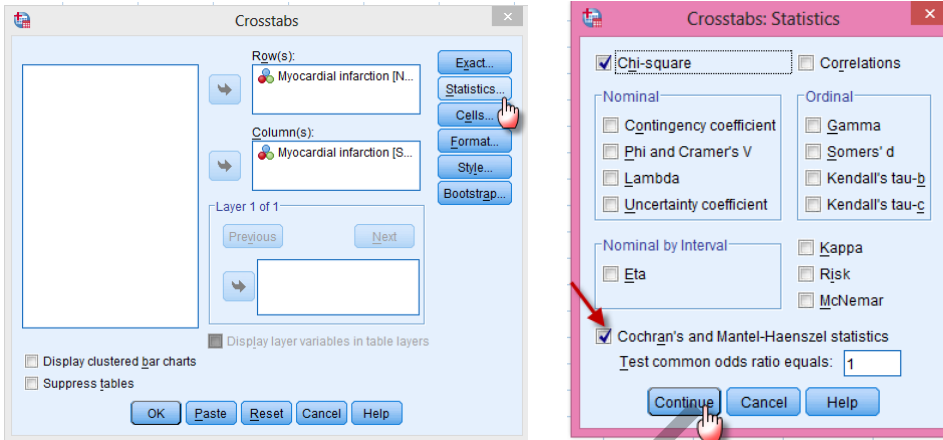 Crosstabs
Row(s):
Myocardial infarction [N...
Column(s):
Myocardial infarction [S...
Layer 1 of 1
Previous
Next
Display layer variables in table layers
Display clustered bar charts
Suppress tables
Exact...
Statistics...
Cells...
Format...
Style...
Bootstrap...
OK
Paste
Reset
Cancel
Help
Crosstabs: Statistics
Chi-square
Correlations
Nominal
Contingency coefficient
Phi and Cramer's V
Lambda
Uncertainty coefficient
Ordinal
Gamma
Somers' d
Kendall's tau-b
Kendall's tau-c
Nominal by Interval
Eta
Kappa
Risk
McNemar
Cochran's and Mantel-Haenszel statistics
Test common odds ratio equals: 1
Continue
Cancel
Help